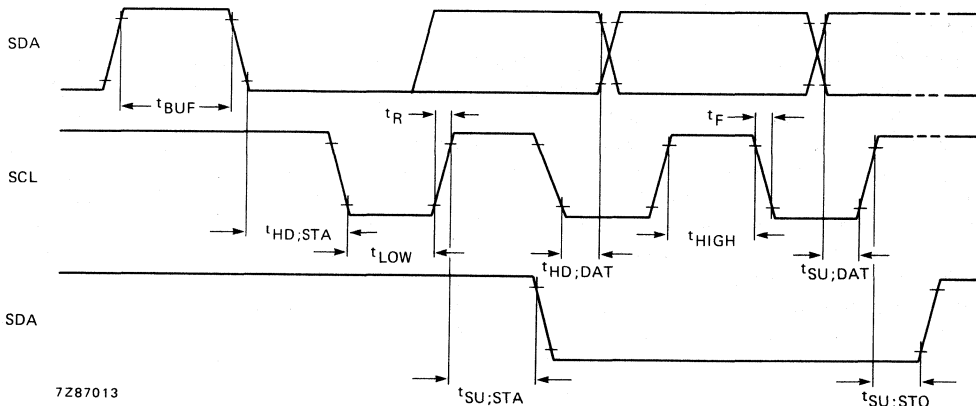 SDA
tBUF
tR
tF
SCL
tHD;STA
tLOW
tHD;DAT
tHIGH
tSU;DAT
SDA
7Z87013
tSU;STA
tSU;STO